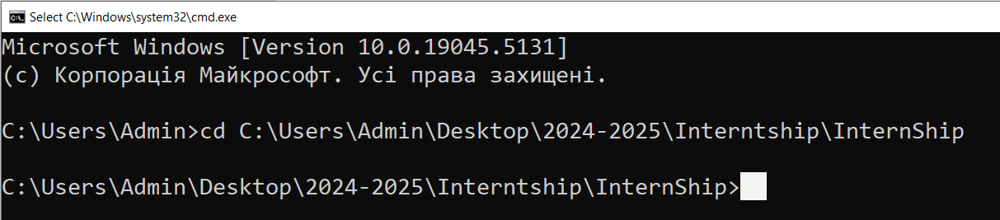 Select C:\Windows\system32\cmd.exe
Microsoft Windows [Version 10.0.19045.5131]
(c) Корпорація Майкрософт. Усі права захищені.
C:\Users\Admin>cd C:\Users\Admin\Desktop\2024-2025\Interntship\InternShip
C:\Users\Admin\Desktop\2024-2025\Interntship\InternShip>